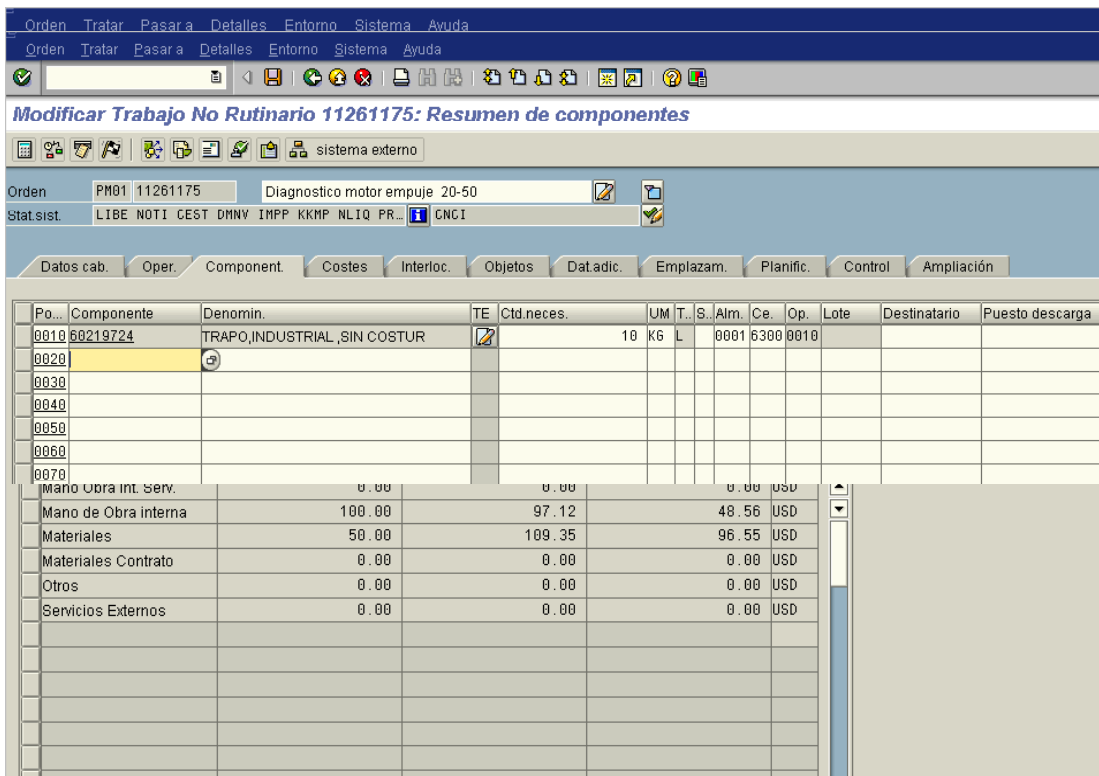 Orden Tratar Pasar a Detalles Entorno Sistema Ayuda
Orden Tratar Pasar a Detalles Entorno Sistema Ayuda
Modificar Trabajo No Rutinario 11261175: Resumen de componentes
sistema externo
Orden PM01 11261175 Diagnostico motor empuje 20-50
Stat.sist. LIBE NOTI CEST DMNV IMPP KKMP NLIQ PR… CNCI
Datos cab. Oper. Component. Costes Interloc. Objetos Dat.adic. Emplazam. Planific. Control Ampliación
Po... Componente Denomin. TE Ctd.neces. UM T.. S.. Alm. Ce. Op. Lote Destinatario Puesto descarga
0010 60219724 TRAPO,INDUSTRIAL ,SIN COSTUR 10 KG L 0001 6300 0010
0020
0030
0040
0050
0060
0070
Mano Obra Int. Serv. 0.00 0.00 0.00 USD
Mano de Obra interna 100.00 97.12 48.56 USD
Materiales 50.00 109.35 96.55 USD
Materiales Contrato 0.00 0.00 0.00 USD
Otros 0.00 0.00 0.00 USD
Servicios Externos 0.00 0.00 0.00 USD